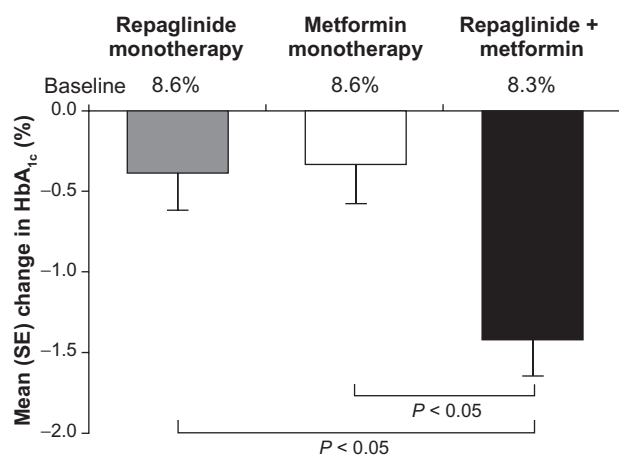 Repaglinide monotherapy
Metformin monotherapy
Repaglinide + metformin
Baseline 8.6% 8.6% 8.3%
Mean (SE) change in HbA1c (%)
0.0
–0.5
–1.0
–1.5
–2.0
P < 0.05
P < 0.05